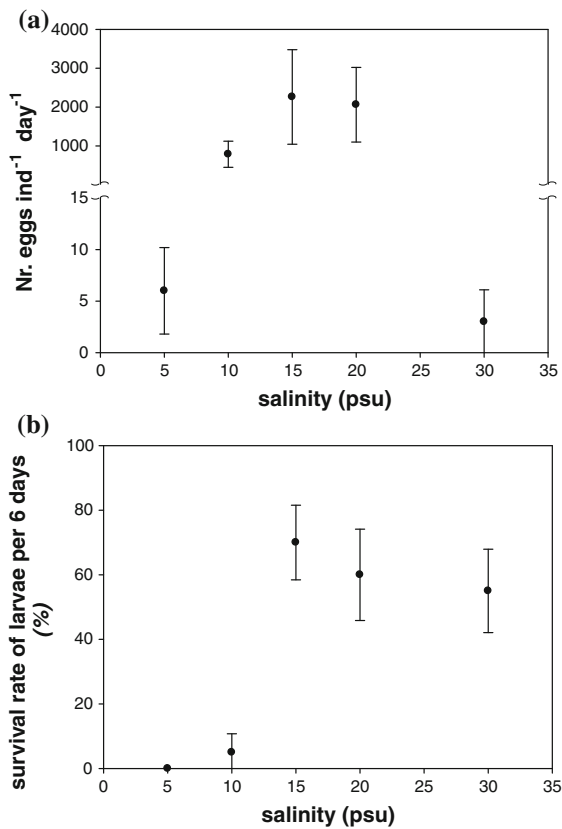 (a)
Nr. eggs ind⁻¹ day⁻¹
4000
3000
2000
1000
15
10
5
0
0 5 10 15 20 25 30 35
salinity (psu)
(b)
survival rate of larvae per 6 days
(%)
100
80
60
40
20
0
0 5 10 15 20 25 30 35
salinity (psu)